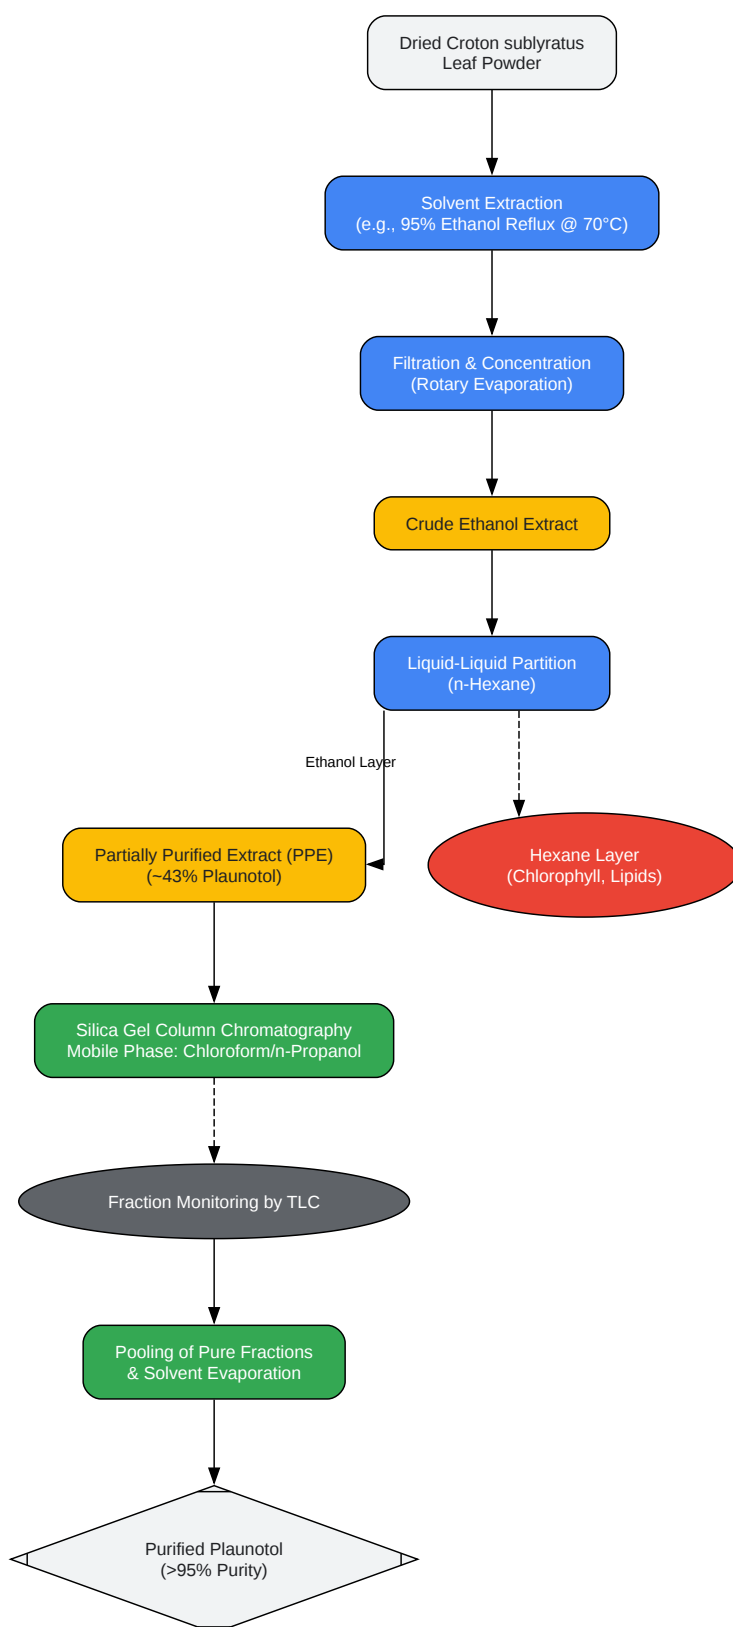 Dried Croton sublyratus
Leaf Powder
Solvent Extraction
(e.g., 95% Ethanol Reflux @ 70°C)
Filtration & Concentration
(Rotary Evaporation)
Crude Ethanol Extract
Liquid-Liquid Partition
(n-Hexane)
Ethanol Layer
Partially Purified Extract (PPE)
(~43% Plaunotol)
Hexane Layer
(Chlorophyll, Lipids)
Silica Gel Column Chromatography
Mobile Phase: Chloroform/n-Propanol
Fraction Monitoring by TLC
Pooling of Pure Fractions
& Solvent Evaporation
Purified Plaunotol
(>95% Purity)